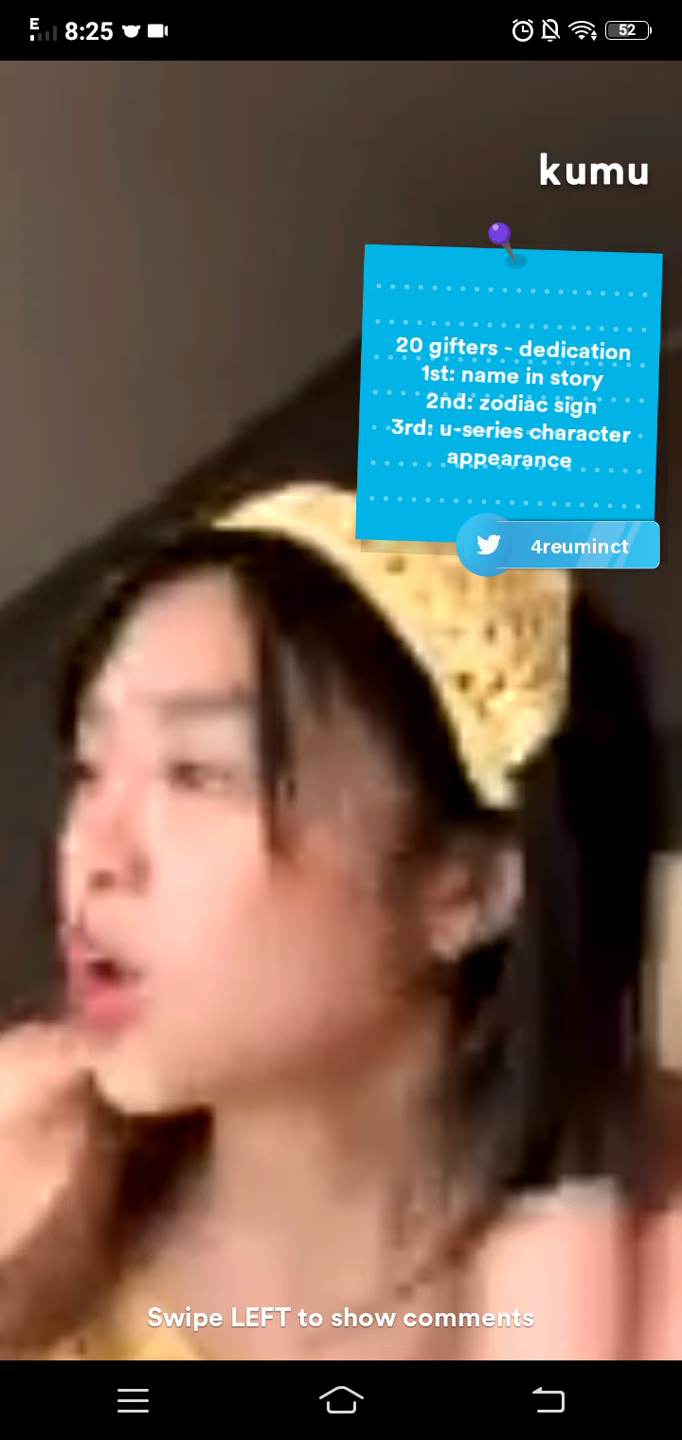 E
8:25
52
kumu
20 gifters - dedication
1st: name in story
2nd: zodiac sign
3rd: u-series character
appearance
4reuminct
Swipe LEFT to show comments